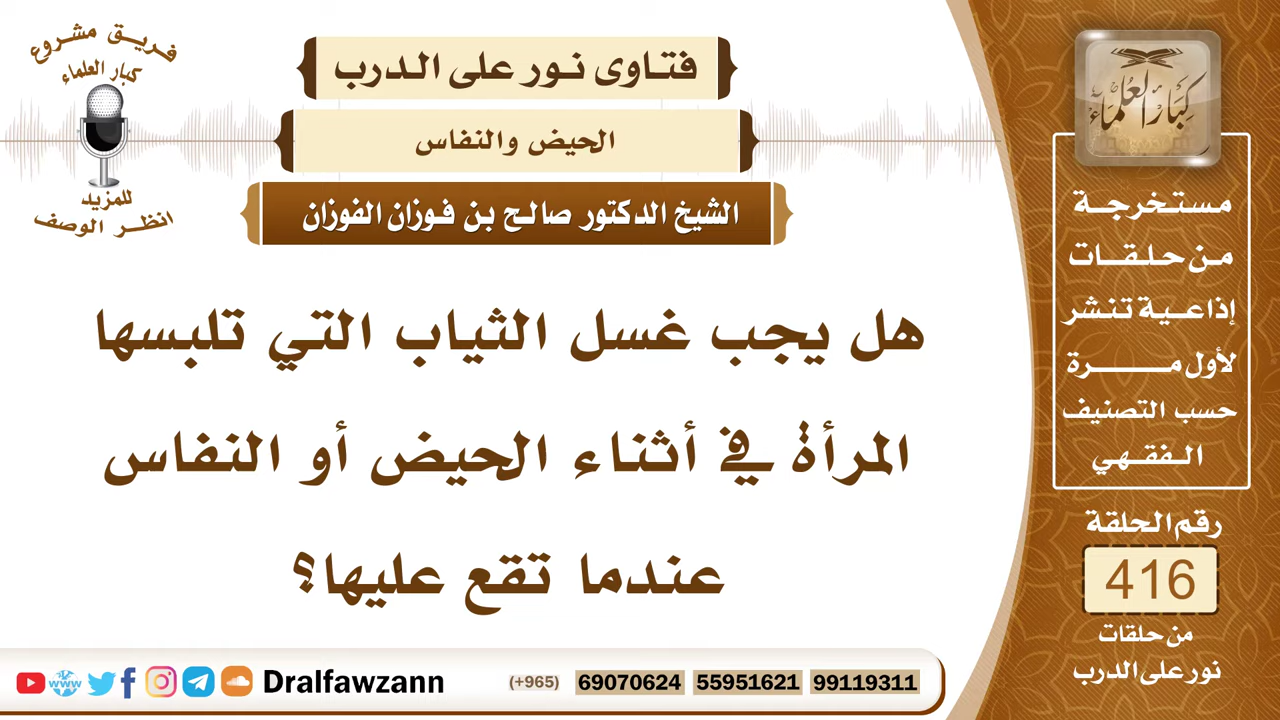 فريق مشروع
كبار العلماء
للمزيد
انظر الوصف
فتاوى نور على الدرب
الحيض والنفاس
الشيخ الدكتور صالح بن فوزان الفوزان
هل يجب غسل الثياب التي تلبسها
المرأة في أثناء الحيض أو النفاس
عندما تقع عليها؟
كبار العلماء
مستخرجة
من حلقات
إذاعية تنشر
لأول مرة
حسب التصنيف
الفقهي
رقم الحلقة
416
من حلقات
نور على الدرب
www Dralfawzann (+965) 69070624 55951621 99119311